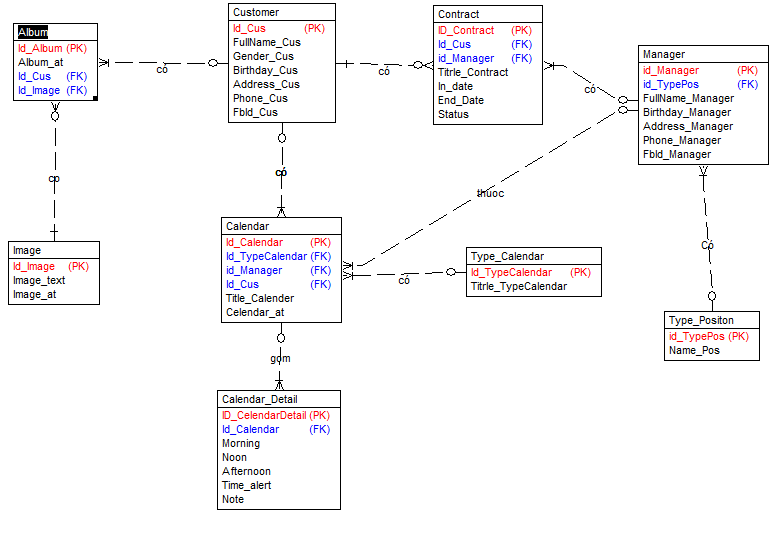 Album
Id_Album (PK)
Album_at
Id_Cus (FK)
Id_Image (FK)
có
Customer
Id_Cus (PK)
FullName_Cus
Gender_Cus
Birthday_Cus
Address_Cus
Phone_Cus
FbId_Cus
có
Contract
ID_Contract (PK)
Id_Cus (FK)
id_Manager (FK)
Titrle_Contract
In_date
End_Date
Status
có
Manager
id_Manager (PK)
id_TypePos (FK)
FullName_Manager
Birthday_Manager
Address_Manager
Phone_Manager
FbId_Manager
co
có
thuoc
Có
Image
Id_Image (PK)
Image_text
Image_at
Calendar
Id_Calendar (PK)
Id_TypeCalendar (FK)
id_Manager (FK)
Id_Cus (FK)
Title_Calender
Celendar_at
có
Type_Calendar
Id_TypeCalendar (PK)
Titrle_TypeCalendar
Type_Positon
id_TypePos (PK)
Name_Pos
gom
Calendar_Detail
ID_CelendarDetail (PK)
Id_Calendar (FK)
Morning
Noon
Afternoon
Time_alert
Note